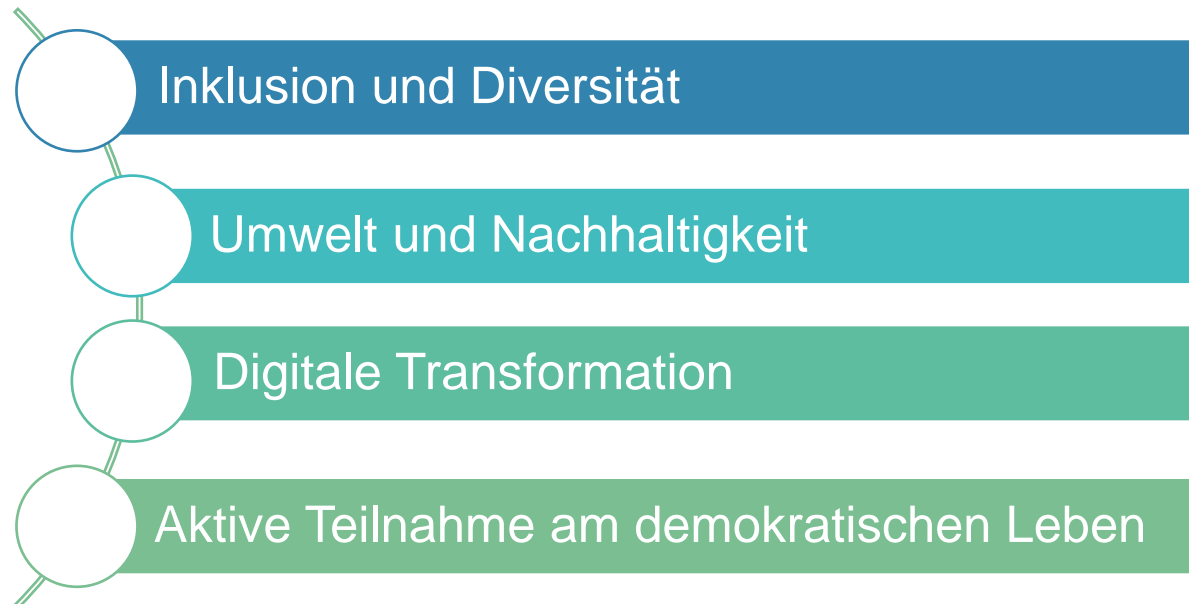 Inklusion und Diversität
Umwelt und Nachhaltigkeit
Digitale Transformation
Aktive Teilnahme am demokratischen Leben